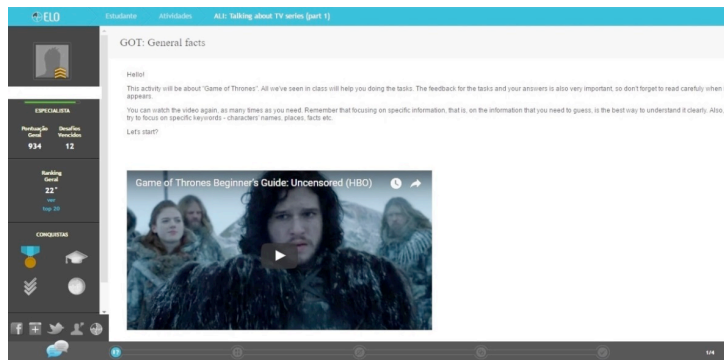 ELO
Estudante
Atividades
ALI: Talking about TV series (part 1)
GOT: General facts
Hello!
This activity will be about "Game of Thrones". All we've seen in class will help you doing the tasks. The feedback for the tasks and your answers is also very important, so don't forget to read carefully when
appears.
You can watch the video again, as many times as you need. Remember that focusing on specific information, that is, on the information that you need to guess, is the best way to understand it clearly. Also,
try to focus on specific keywords - characters' names, places, facts etc.
Let's start?
Game of Thrones Beginner's Guide: Uncensored (HBO)
ESPECIALISTA
Pontuação Desafios
Geral Vencidos
934 12
Ranking
Geral
22°
ver
top 20
CONQUISTAS
1/4